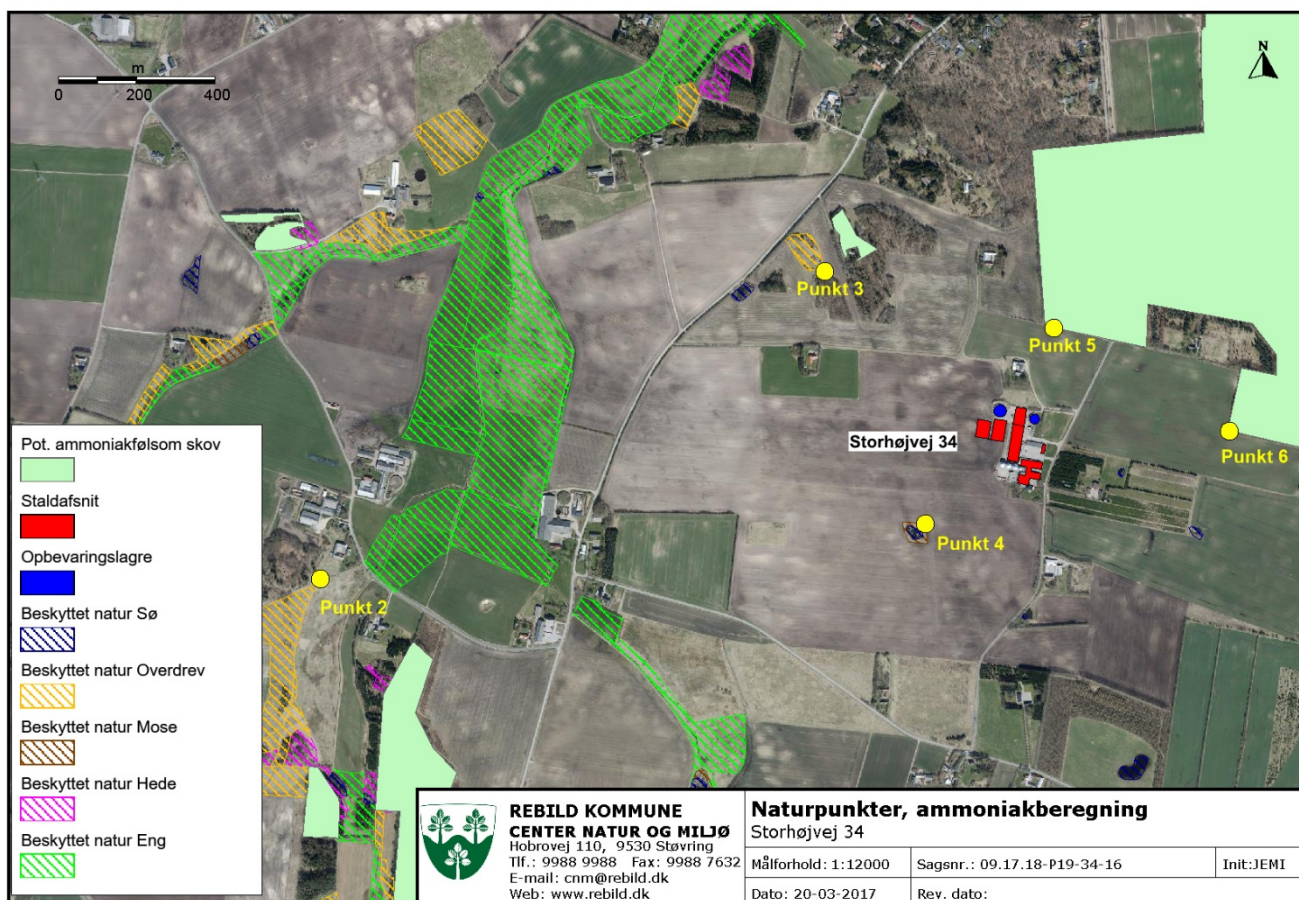 N
m
0 200 400
Punkt 3
Punkt 5
Storhøjvej 34
Punkt 6
Punkt 4
Punkt 2
Pot. ammoniakfølsom skov
Staldafsnit
Opbevaringslagre
Beskyttet natur Sø
Beskyttet natur Overdrev
Beskyttet natur Mose
Beskyttet natur Hede
Beskyttet natur Eng
REBILD KOMMUNE
CENTER NATUR OG MILJØ
Hobrovej 110, 9530 Støvring
Tlf.: 9988 9988 Fax: 9988 7632
E-mail: cnm@rebild.dk
Web: www.rebild.dk
Naturpunkter, ammoniakberegning
Storhøjvej 34
Målforhold: 1:12000 Sagsnr.: 09.17.18-P19-34-16 Init:JEMI
Dato: 20-03-2017 Rev. dato: